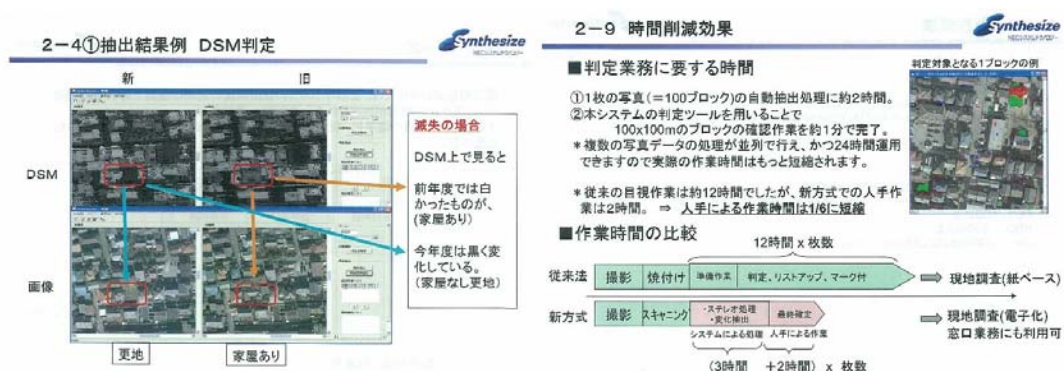 2－4①抽出結果例 DSM判定
Synthesize
新
旧
DSM
画像
更地
家屋あり
滅失の場合
DSM上で見ると
前年度では白
かったものが、
(家屋あり)
今年度は黒く変
化している。
(家屋なし更地)
2－9 時間削減効果
Synthesize
■判定業務に要する時間
①1枚の写真(＝100ブロック)の自動抽出処理に約2時間。
②本システムの判定ツールを用いることで
100x100mのブロックの確認作業を約1分で完了。
＊複数の写真データの処理が並列で行え、かつ24時間運用
できますので実際の作業時間はもっと短縮されます。
＊従来の目視作業は約12時間でしたが、新方式での人手作
業は2時間。 ⇒ 人手による作業時間は1/6に短縮
判定対象となる1ブロックの例
■作業時間の比較
12時間 x 枚数
従来法
撮影
焼付け
準備作業
判定、リストアップ、マーク付
現地調査(紙ベース)
新方式
撮影
スキャニング
・ステレオ処理
・変化抽出
最終確定
現地調査(電子化)
窓口業務にも利用可
システムによる処理
人手による作業
(3時間 ＋2時間) x 枚数